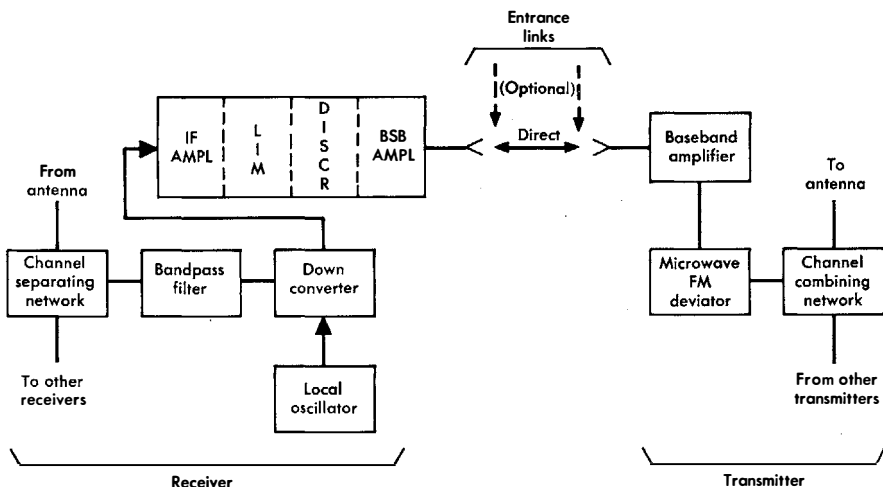 Entrance
links
(Optional)
Direct
IF
AMPL
L
I
M
D
I
S
C
R
BSB
AMPL
Baseband
amplifier
From
antenna
To
antenna
Channel
separating
network
Bandpass
filter
Down
converter
Microwave
FM
deviator
Channel
combining
network
To other
receivers
Local
oscillator
From other
transmitters
Receiver
Transmitter